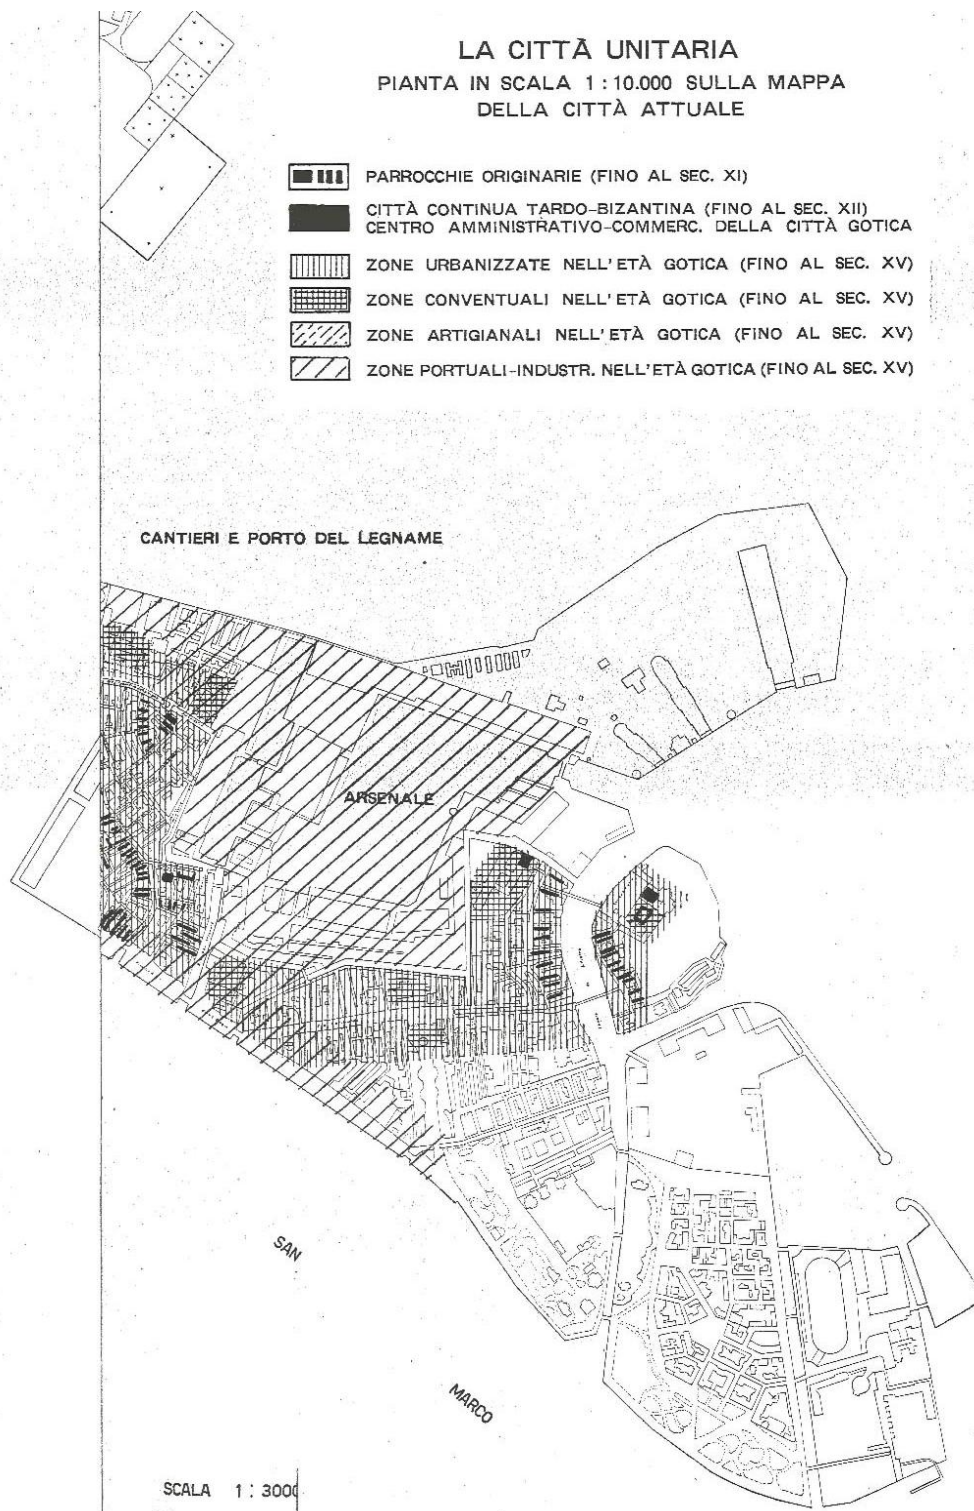 LA CITTÀ UNITARIA
PIANTA IN SCALA 1 : 10.000 SULLA MAPPA
DELLA CITTÀ ATTUALE
PARROCCHIE ORIGINARIE (FINO AL SEC. XI)
CITTÀ CONTINUA TARDO-BIZANTINA (FINO AL SEC. XII)
CENTRO AMMINISTRATIVO-COMMERC. DELLA CITTÀ GOTICA
ZONE URBANIZZATE NELL'ETÀ GOTICA (FINO AL SEC. XV)
ZONE CONVENTUALI NELL'ETÀ GOTICA (FINO AL SEC. XV)
ZONE ARTIGIANALI NELL'ETÀ GOTICA (FINO AL SEC. XV)
ZONE PORTUALI-INDUSTR. NELL'ETÀ GOTICA (FINO AL SEC. XV)
CANTIERI E PORTO DEL LEGNAME
ARSENALE
SAN
MARCO
SCALA 1 : 3000